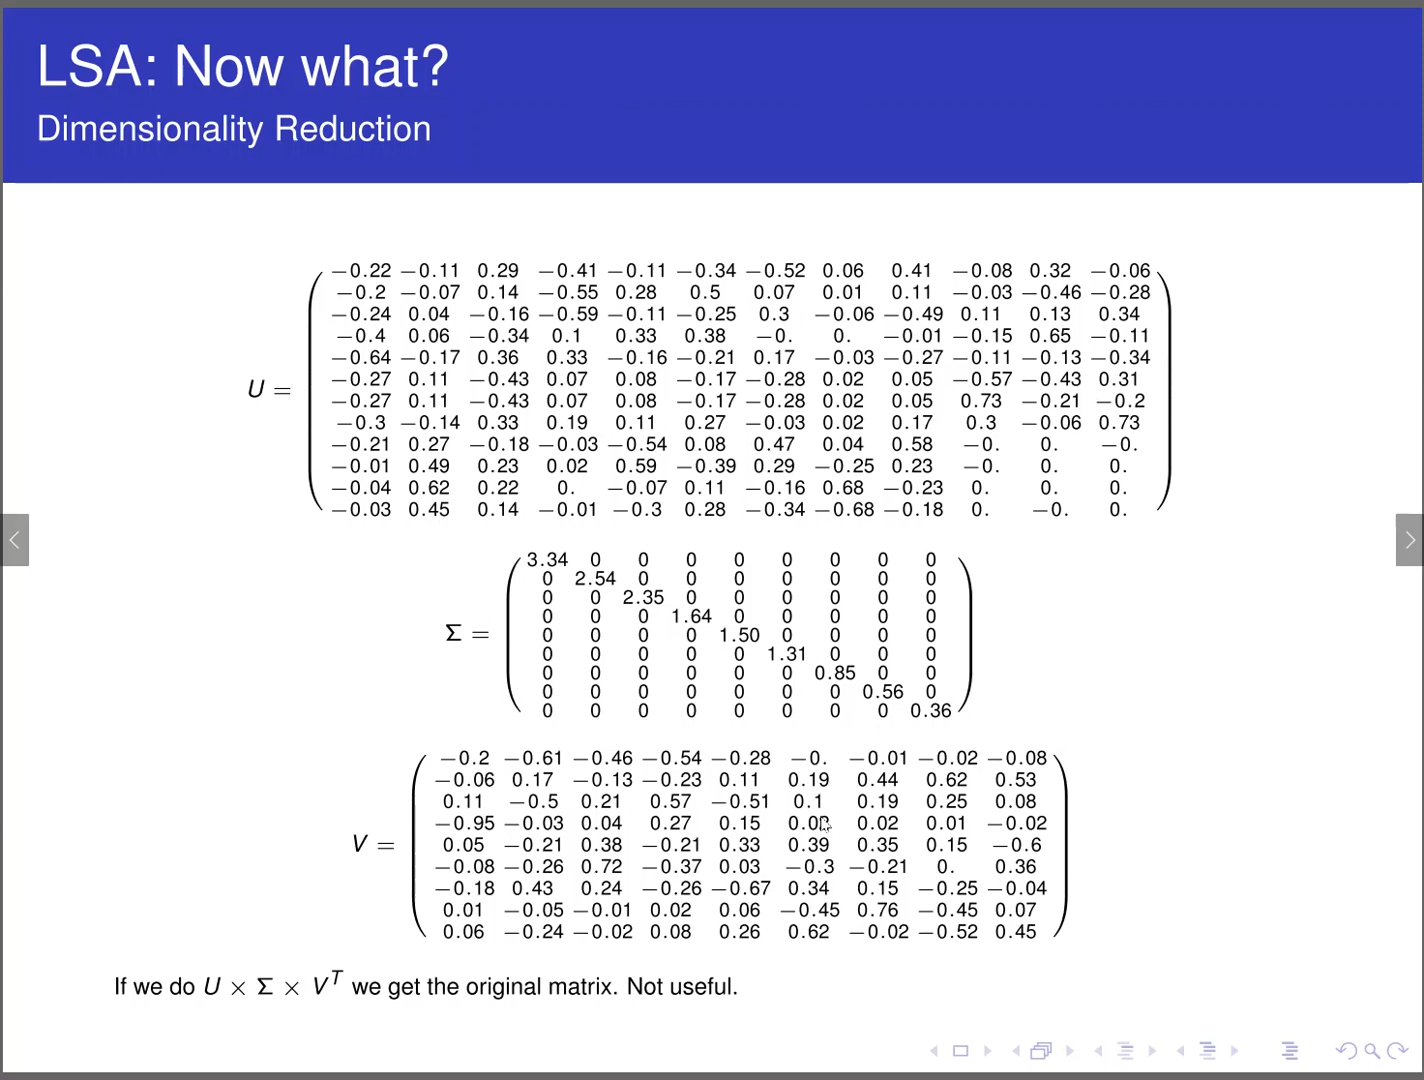 LSA: Now what?
Dimensionality Reduction
−0.22 −0.11 0.29 −0.41 −0.11 −0.34 −0.52 0.06 0.41 −0.08 0.32 −0.06
−0.2 −0.07 0.14 −0.55 0.28 0.5 0.07 0.01 0.11 −0.03 −0.46 −0.28
−0.24 0.04 −0.16 −0.59 −0.11 −0.25 0.3 −0.06 −0.49 0.11 0.13 0.34
−0.4 0.06 −0.34 0.1 0.33 0.38 −0. 0. −0.01 −0.15 0.65 −0.11
−0.64 −0.17 0.36 0.33 −0.16 −0.21 0.17 −0.03 −0.27 −0.11 −0.13 −0.34
U = −0.27 0.11 −0.43 0.07 0.08 −0.17 −0.28 0.02 0.05 −0.57 −0.43 0.31
−0.27 0.11 −0.43 0.07 0.08 −0.17 −0.28 0.02 0.05 0.73 −0.21 −0.2
−0.3 −0.14 0.33 0.19 0.11 0.27 −0.03 0.02 0.17 0.3 −0.06 0.73
−0.21 0.27 −0.18 −0.03 −0.54 0.08 0.47 0.04 0.58 −0. 0. −0.
−0.01 0.49 0.23 0.02 0.59 −0.39 0.29 −0.25 0.23 −0. 0. 0.
−0.04 0.62 0.22 0. −0.07 0.11 −0.16 0.68 −0.23 0. 0. 0.
−0.03 0.45 0.14 −0.01 −0.3 0.28 −0.34 −0.68 −0.18 0. −0. 0.
3.34 0 0 0 0 0 0 0 0
0 2.54 0 0 0 0 0 0 0
0 0 2.35 0 0 0 0 0 0
0 0 0 1.64 0 0 0 0 0
Σ = 0 0 0 0 1.50 0 0 0 0
0 0 0 0 0 1.31 0 0 0
0 0 0 0 0 0 0.85 0 0
0 0 0 0 0 0 0 0.56 0
0 0 0 0 0 0 0 0 0.36
−0.2 −0.61 −0.46 −0.54 −0.28 −0. −0.01 −0.02 −0.08
−0.06 0.17 −0.13 −0.23 0.11 0.19 0.44 0.62 0.53
0.11 −0.5 0.21 0.57 −0.51 0.1 0.19 0.25 0.08
−0.95 −0.03 0.04 0.27 0.15 0.02 0.01 −0.02
V = 0.05 −0.21 0.38 −0.21 0.33 0.39 0.35 0.15 −0.6
−0.08 −0.26 0.72 −0.37 0.03 −0.3 −0.21 0. 0.36
−0.18 0.43 0.24 −0.26 −0.67 0.34 0.15 −0.25 −0.04
0.01 −0.05 −0.01 0.02 0.06 −0.45 0.76 −0.45 0.07
0.06 −0.24 −0.02 0.08 0.26 0.62 −0.02 −0.52 0.45
If we do U × Σ × V^T we get the original matrix. Not useful.